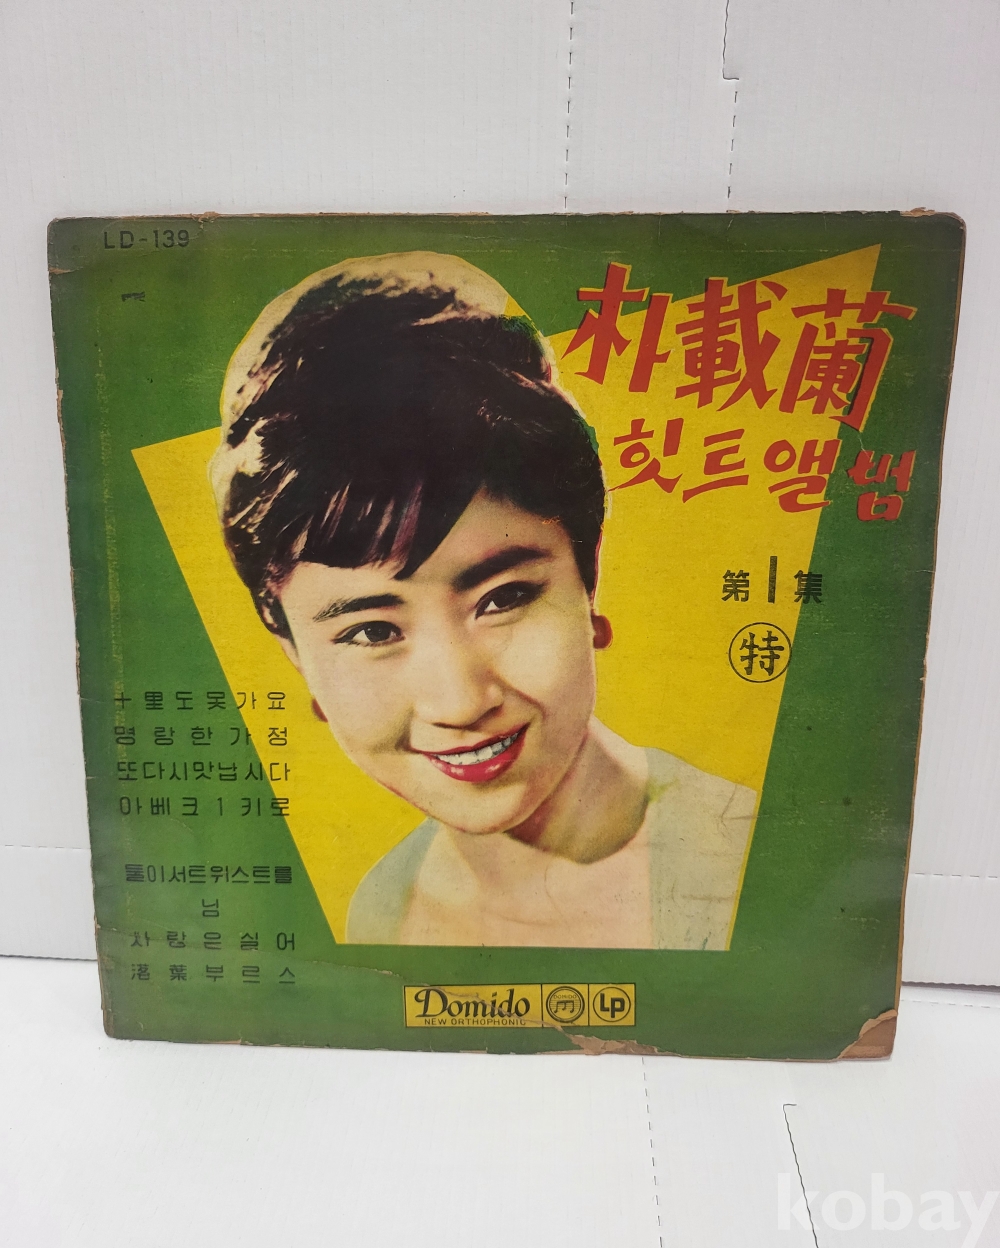 LD-139
朴載蘭
힛트앨범
第1集
特
十里도못가요
명랑한가정
또다시맛납시다
아베크1키로
둘이서트위스트를
님
사랑은싫어
落葉부르스
Domido
NEW ORTHOPHONIC
DOMIDO
LP
kobay